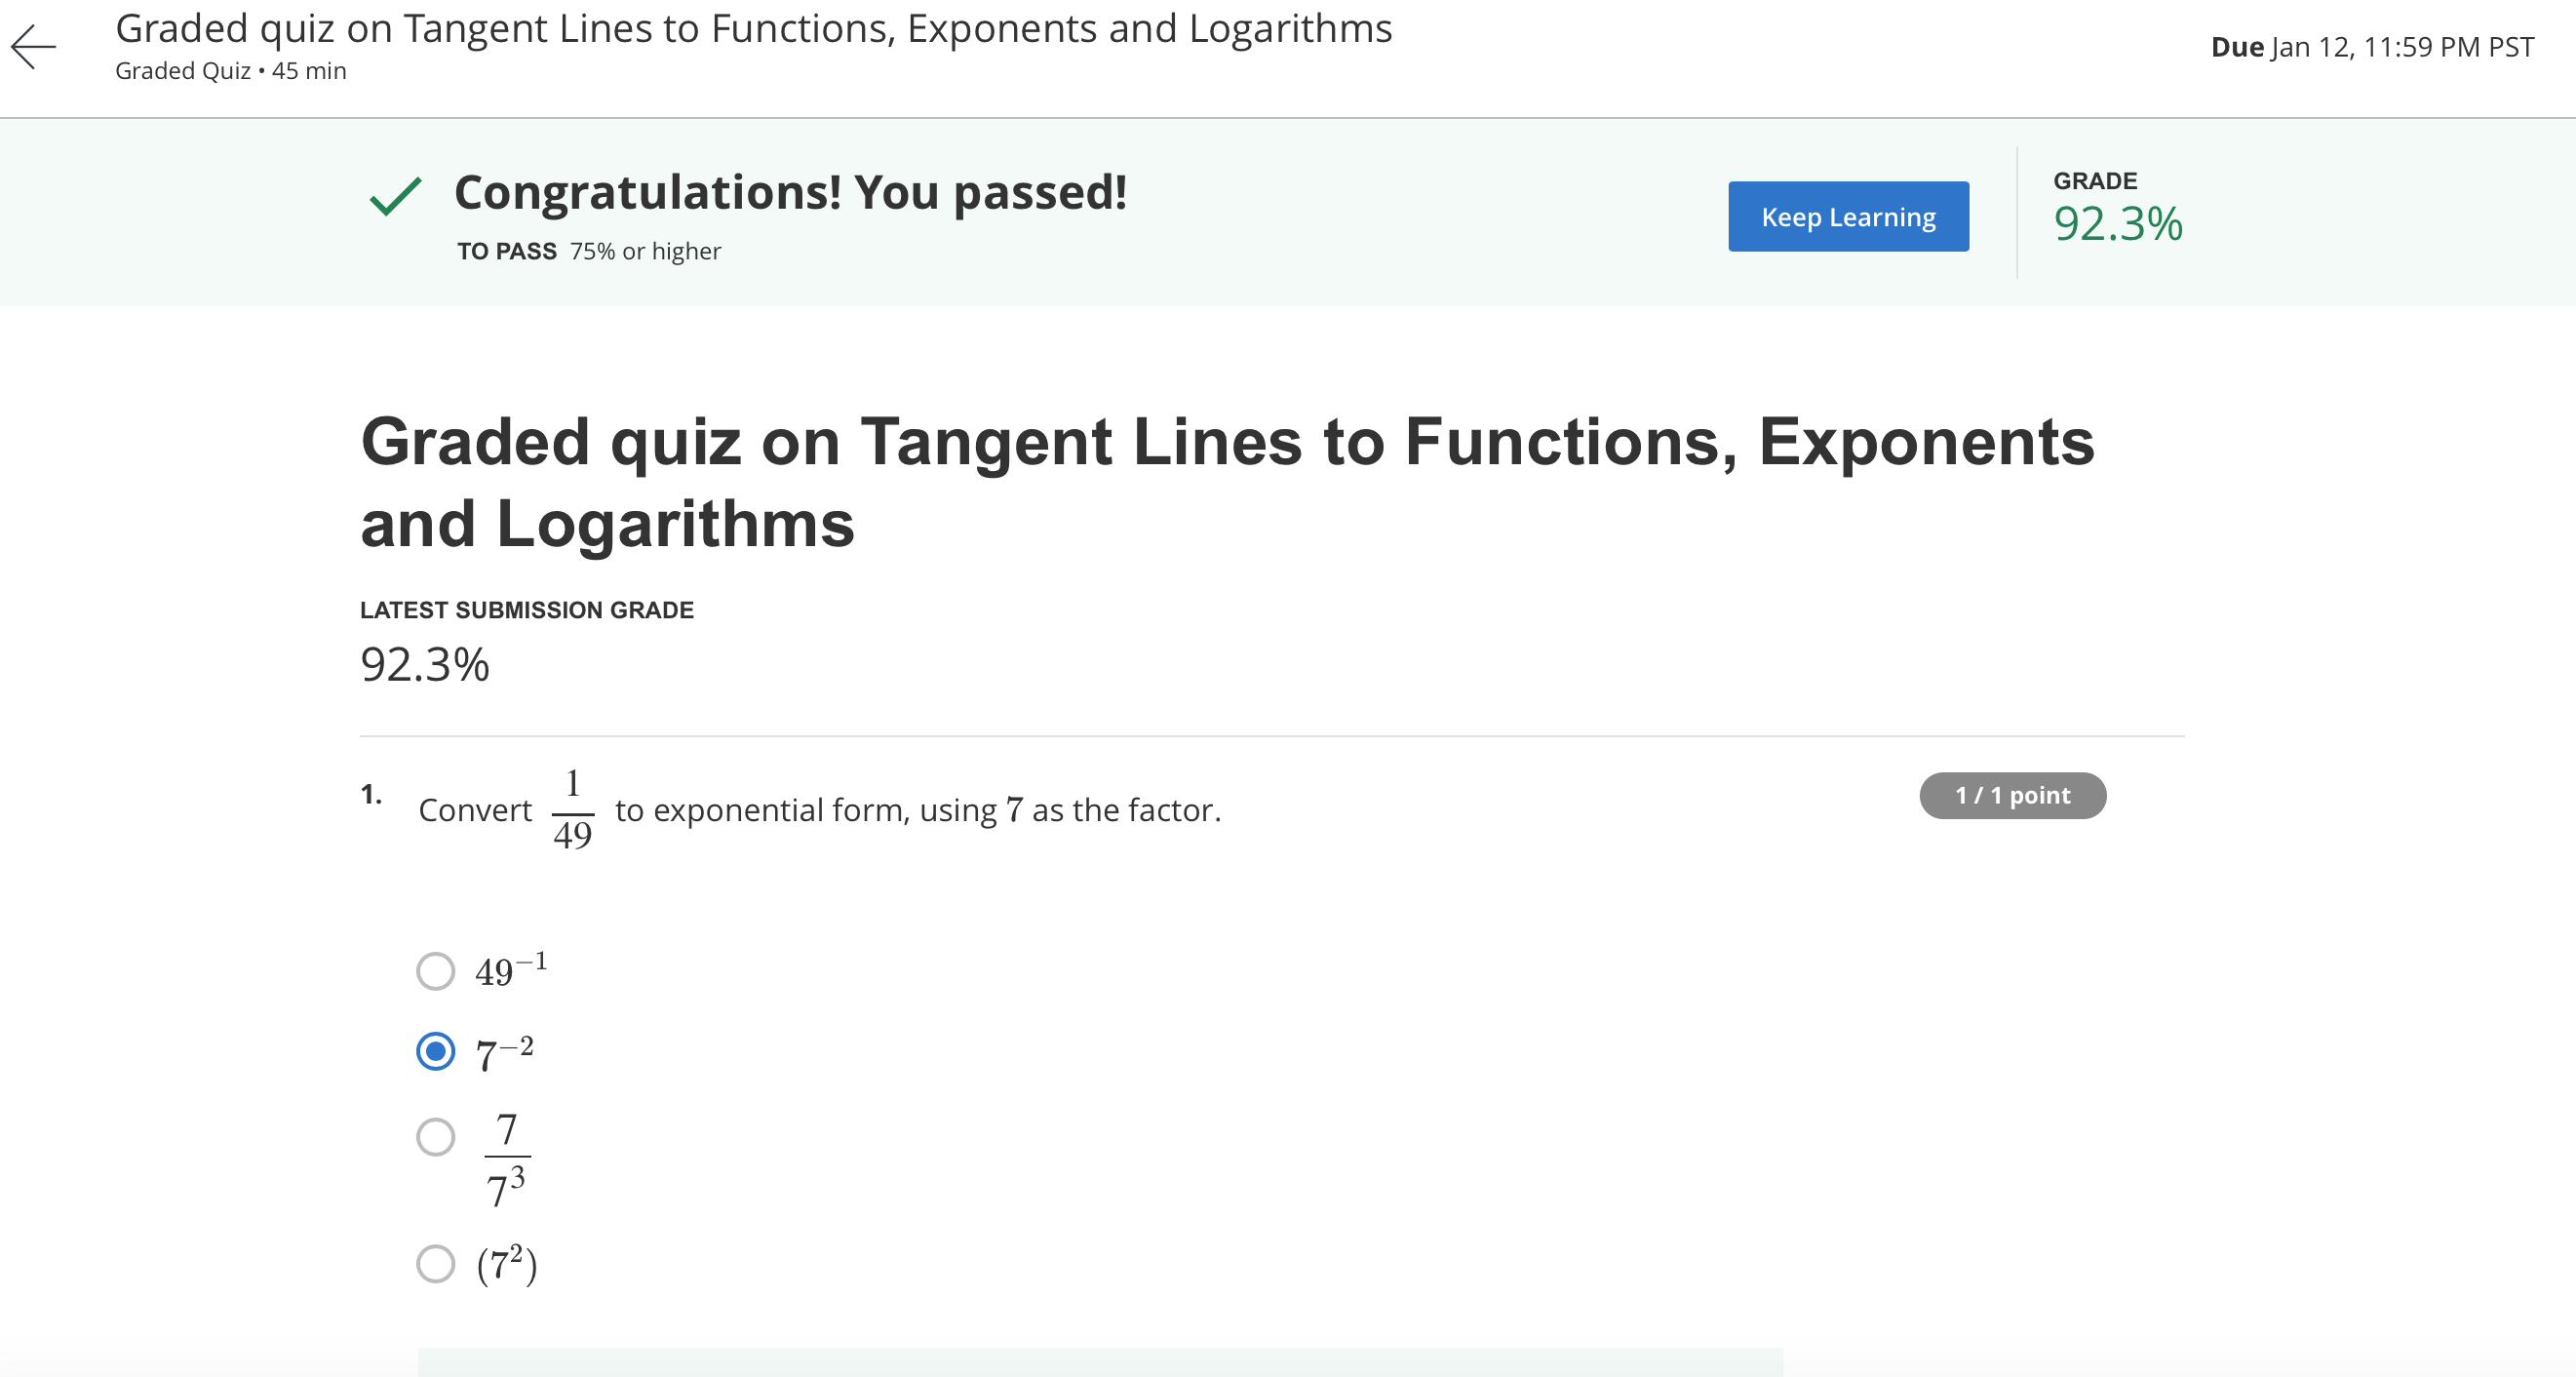 Graded quiz on Tangent Lines to Functions, Exponents and Logarithms
Graded Quiz • 45 min
Due Jan 12, 11:59 PM PST
Congratulations! You passed!
TO PASS 75% or higher
Keep Learning
GRADE
92.3%
Graded quiz on Tangent Lines to Functions, Exponents
and Logarithms
LATEST SUBMISSION GRADE
92.3%
1. Convert \frac{1}{49} to exponential form, using 7 as the factor.
1 / 1 point
49^{-1}
7^{-2}
\frac{7}{7^3}
(7^2)